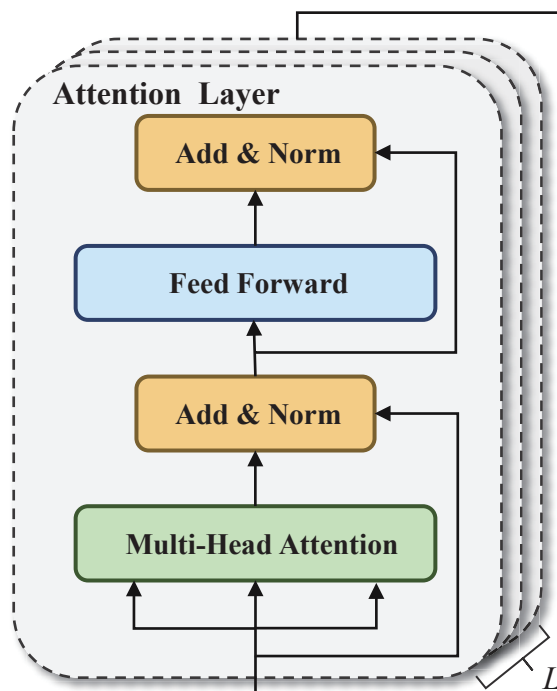 Attention Layer
Add & Norm
Feed Forward
Add & Norm
Multi-Head Attention
L